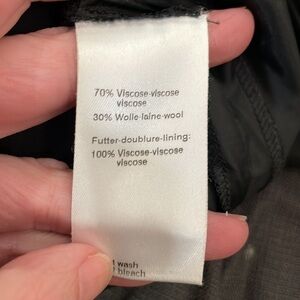 70% Viscose-viscose
viscose
30% Wolle-laine-wool
Futter-doublure-lining:
100% Viscose-viscose
viscose
wash
bleach